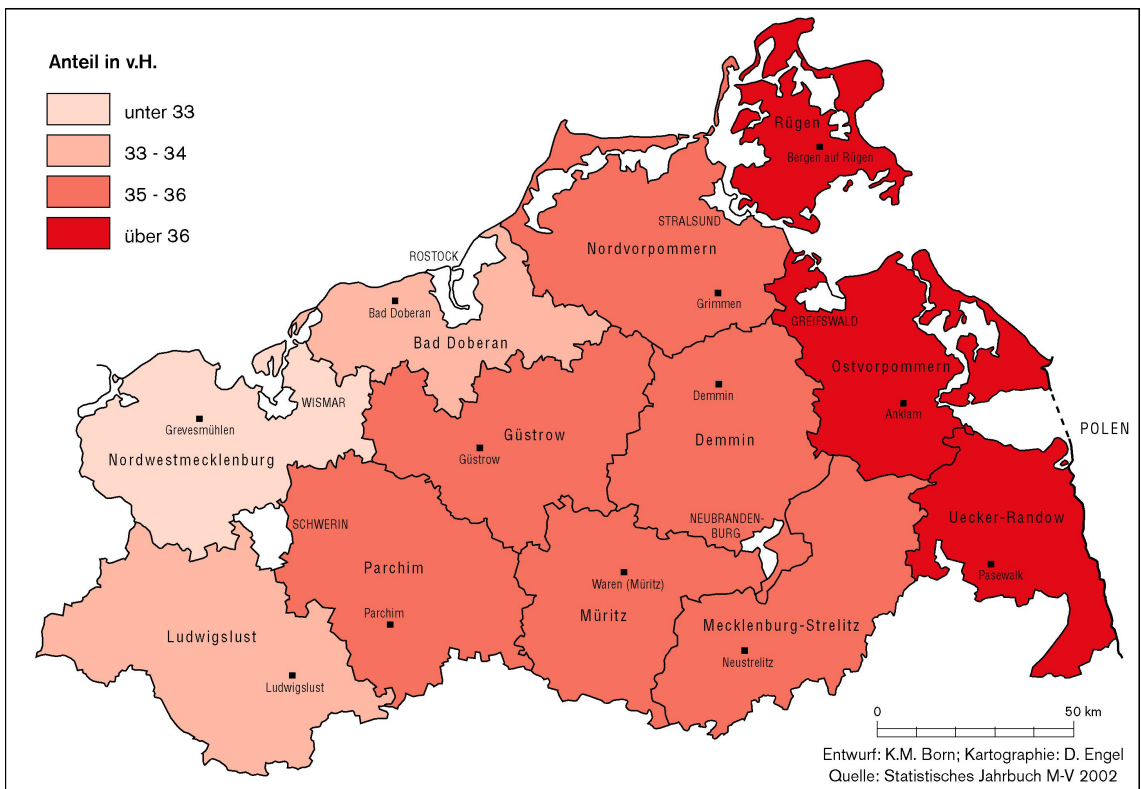 Anteil in v.H.
unter 33
33 - 34
35 - 36
über 36
Rügen
Bergen auf Rügen
STRALSUND
Nordvorpommern
ROSTOCK
Grimmen
Bad Doberan
GREIFSWALD
Bad Doberan
Ostvorpommern
Demmin
WISMAR
Anklam
Grevesmühlen
POLEN
Güstrow
Demmin
Nordwestmecklenburg
Güstrow
NEUBRANDEN-
BURG
Uecker-Randow
SCHWERIN
Parchim
Waren (Müritz)
Pasewalk
Parchim
Müritz
Mecklenburg-Strelitz
Ludwigslust
Neustrelitz
Ludwigslust
0 50 km
Entwurf: K.M. Born; Kartographie: D. Engel
Quelle: Statistisches Jahrbuch M-V 2002